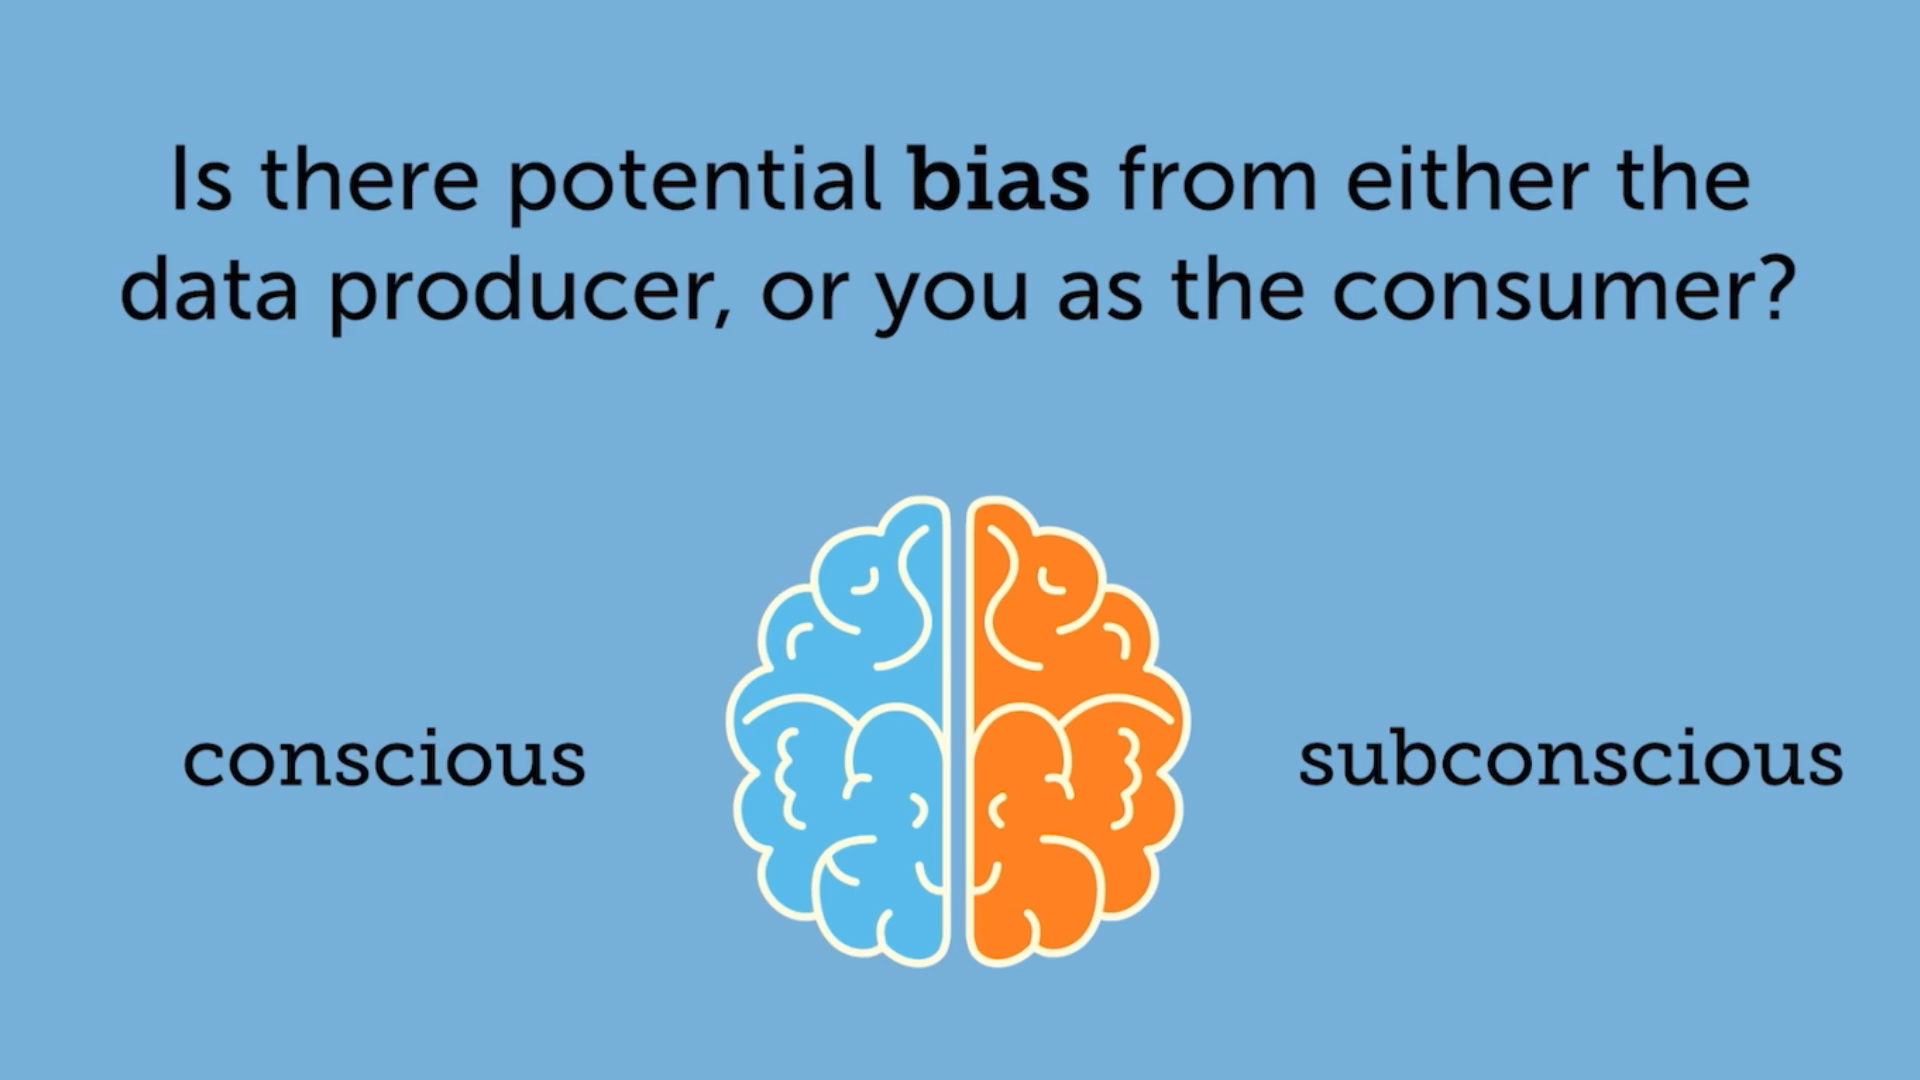 Is there potential bias from either the
data producer, or you as the consumer?
conscious
subconscious